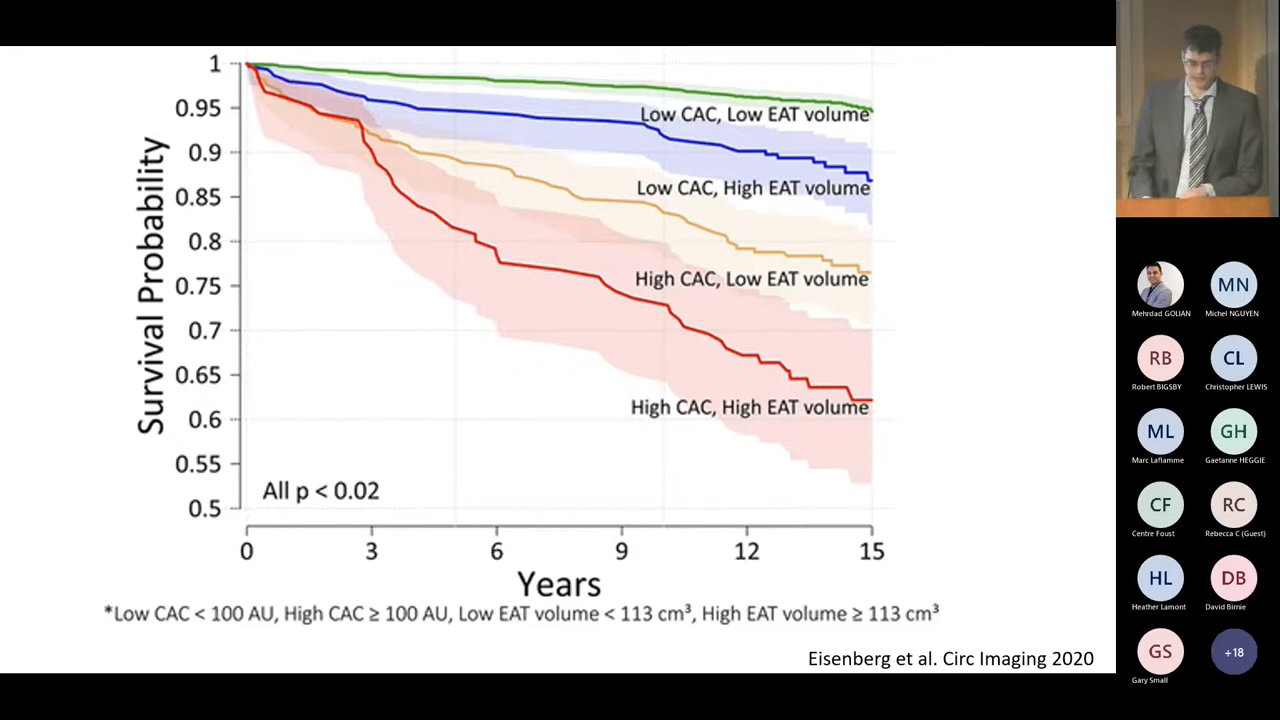 1
0.95
0.9
0.85
0.8
0.75
0.7
0.65
0.6
0.55
0.5
Survival Probability
Low CAC, Low EAT volume
Low CAC, High EAT volume
High CAC, Low EAT volume
High CAC, High EAT volume
All p < 0.02
0 3 6 9 12 15
Years
*Low CAC < 100 AU, High CAC ≥ 100 AU, Low EAT volume < 113 cm³, High EAT volume ≥ 113 cm³
Eisenberg et al. Circ Imaging 2020
MN
Mehrdad GOLIAN Michel NGUYEN
RB CL
Robert BIGSBY Christopher LEWIS
ML GH
Marc Laflamme Gaetanne HEGGIE
CF RC
Centre Foust Rebecca C (Guest)
HL DB
Heather Lamont David Birnie
GS +18
Gary Small